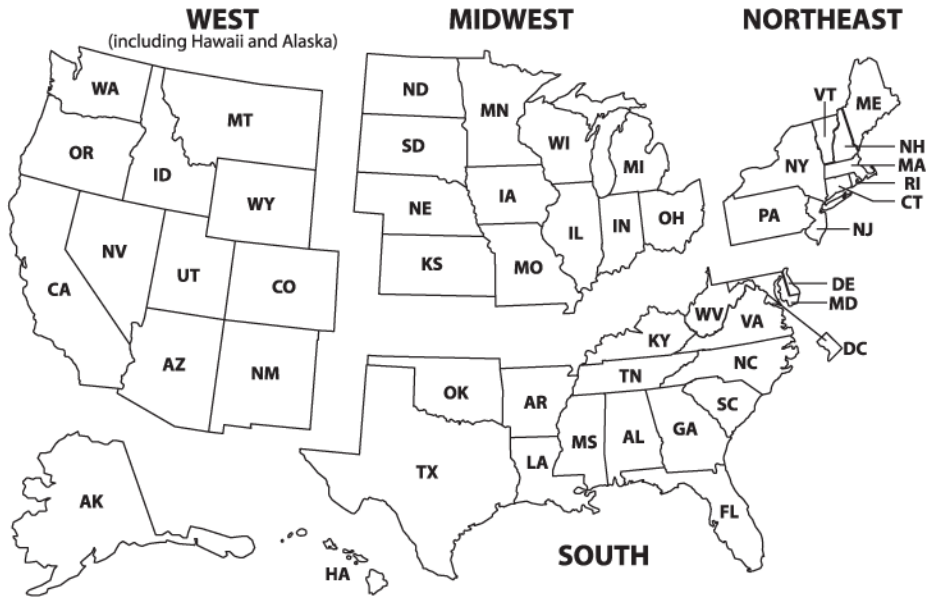 WEST
(including Hawaii and Alaska)
MIDWEST
NORTHEAST
WA
MT
OR
ID
WY
NV
UT
CO
CA
AZ
NM
AK
HA
ND
MN
SD
WI
MI
IA
NE
IL
IN
OH
KS
MO
VT
ME
NH
MA
NY
RI
CT
PA
NJ
DE
MD
WV
VA
DC
KY
NC
TN
OK
AR
SC
MS
AL
GA
LA
TX
FL
SOUTH